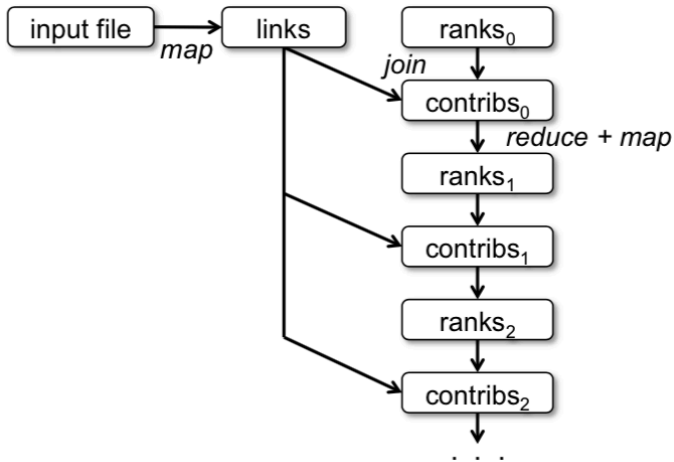 input file
map
links
ranks₀
join
contribs₀
reduce + map
ranks₁
contribs₁
ranks₂
contribs₂
. . .